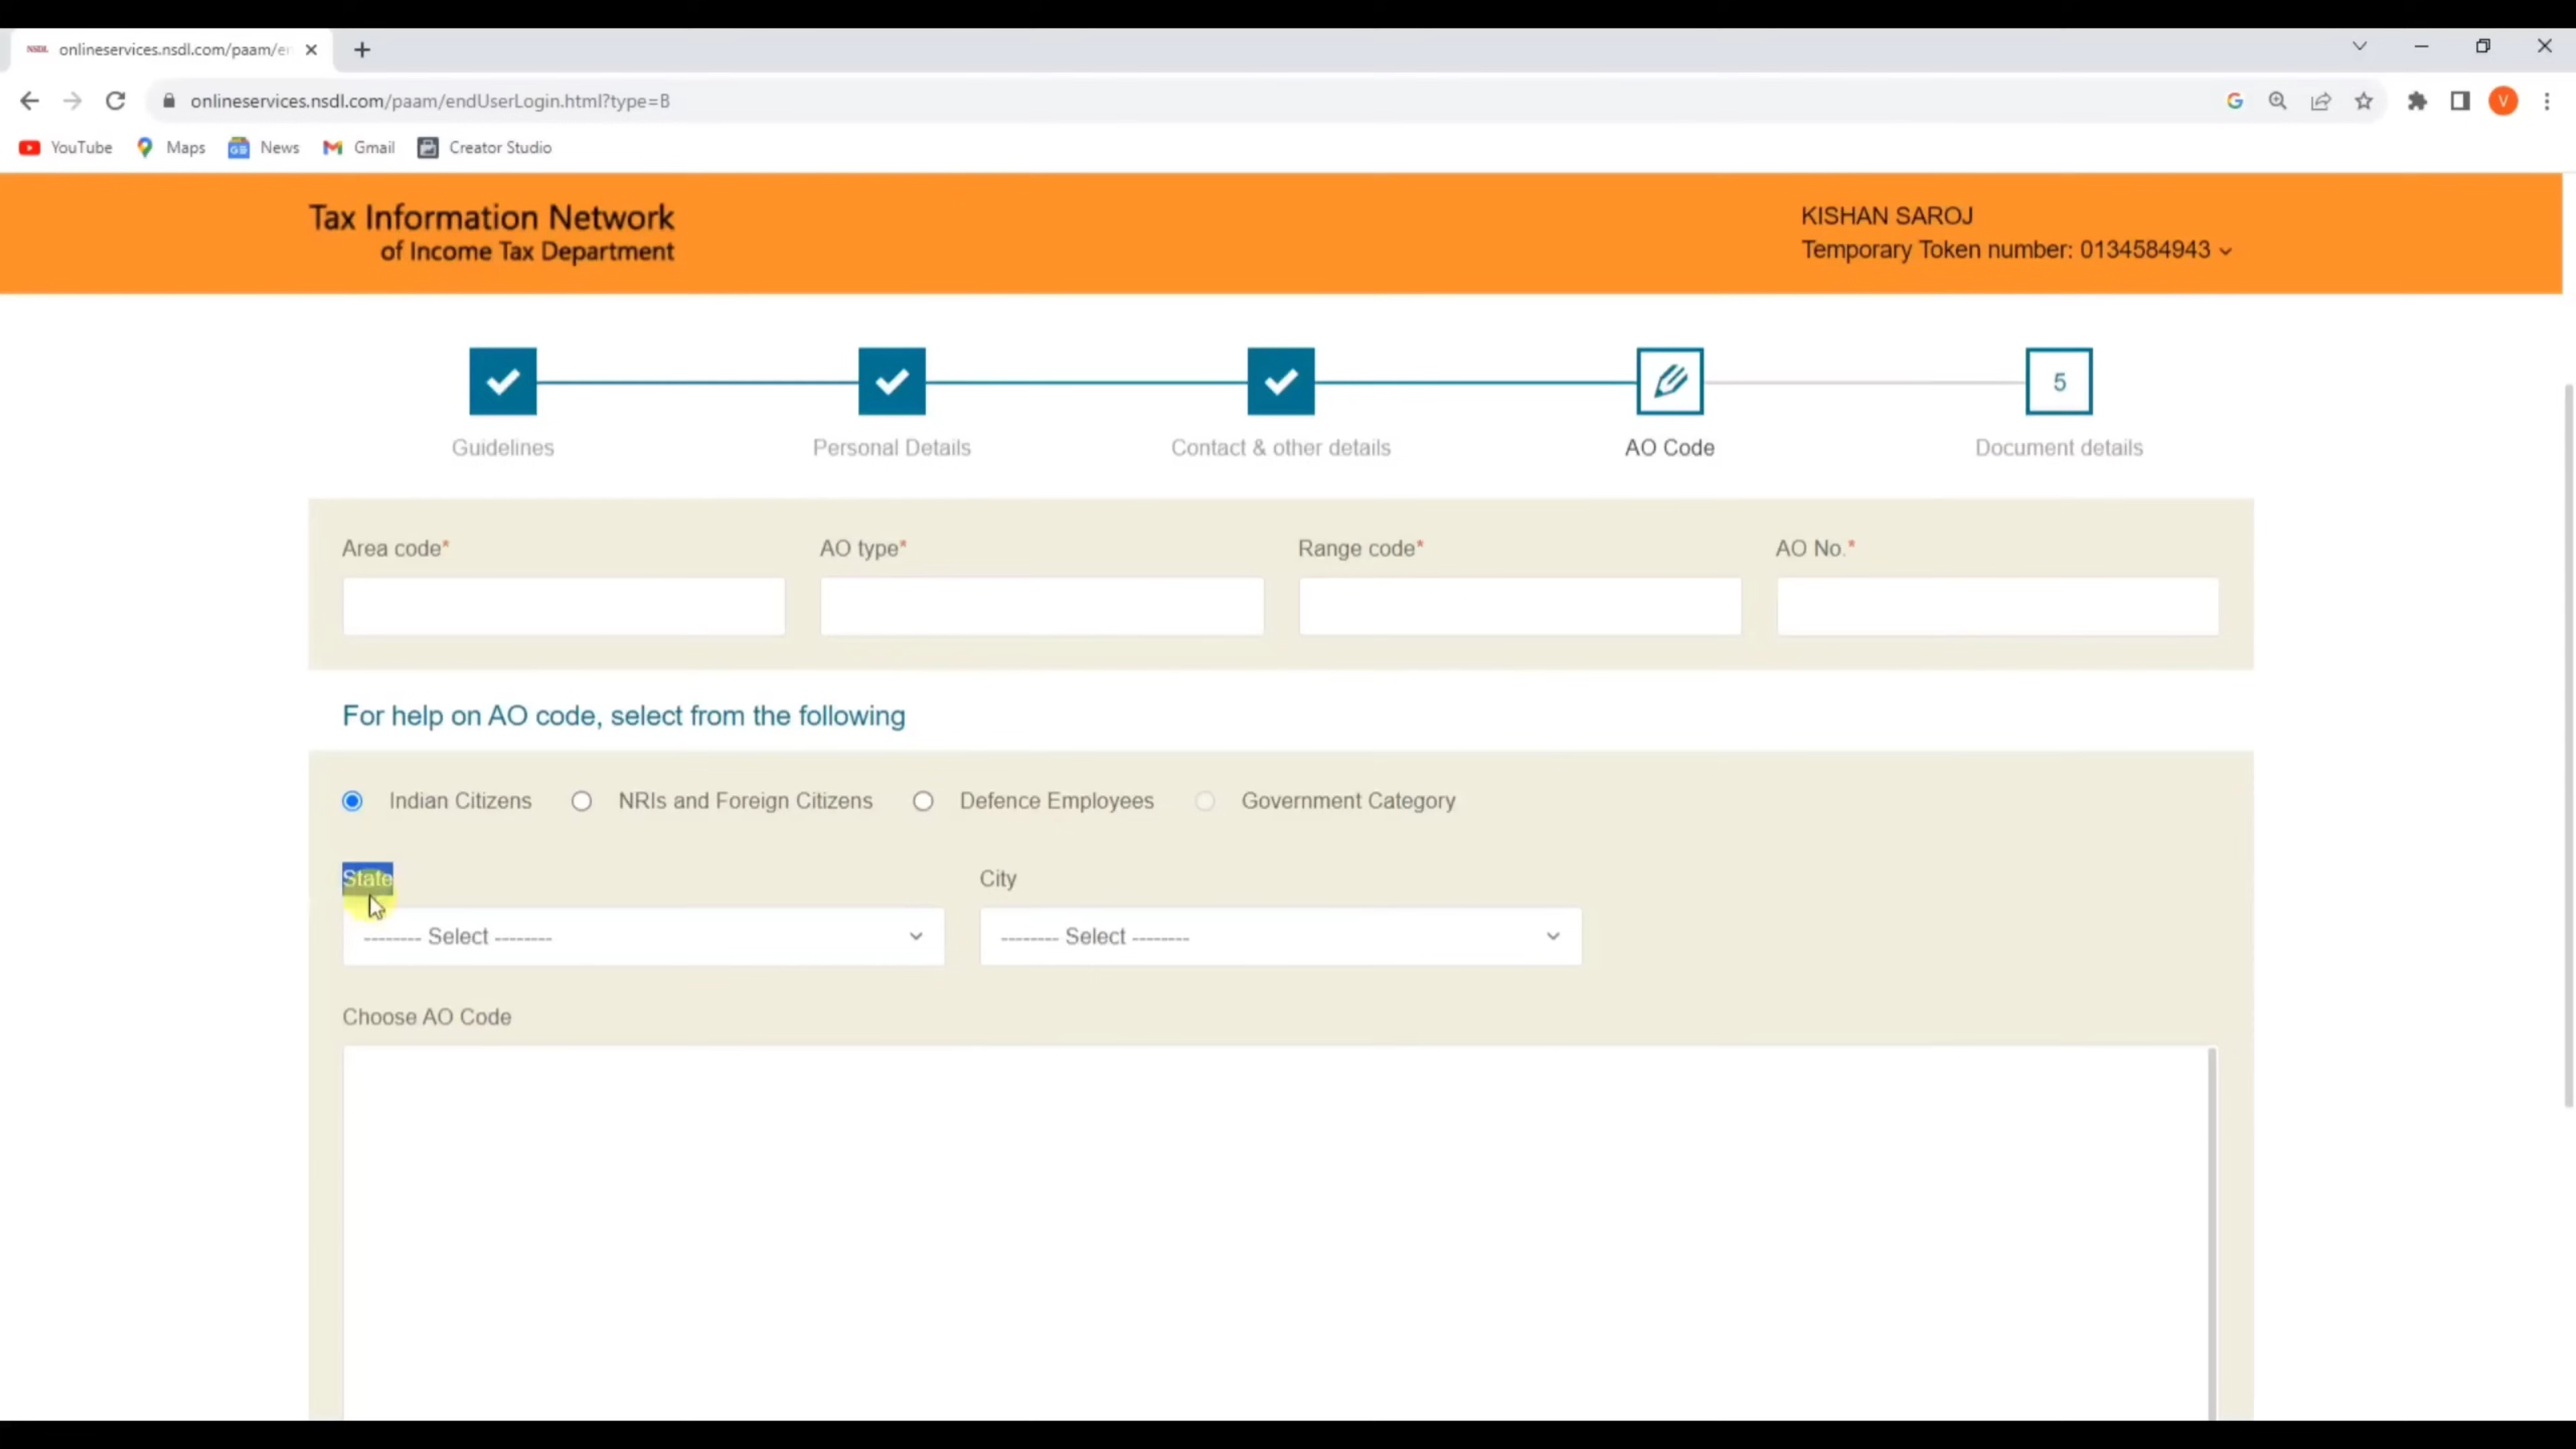 NSDL onlineservices.nsdl.com/paam/en
onlineservices.nsdl.com/paam/endUserLogin.html?type=B
V
YouTube Maps News Gmail Creator Studio
Tax Information Network
of Income Tax Department
KISHAN SAROJ
Temporary Token number: 0134584943
5
Guidelines Personal Details Contact & other details AO Code Document details
Area code* AO type* Range code* AO No.*
For help on AO code, select from the following
Indian Citizens NRIs and Foreign Citizens Defence Employees Government Category
State City
-------- Select -------- -------- Select --------
Choose AO Code